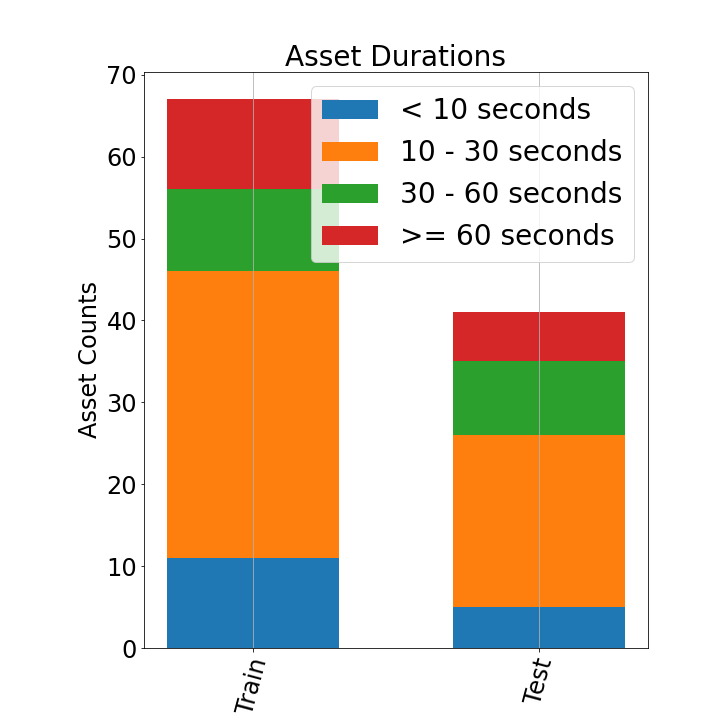 Asset Durations
70
60
50
40
30
20
10
0
Asset Counts
< 10 seconds
10 - 30 seconds
30 - 60 seconds
>= 60 seconds
Train
Test